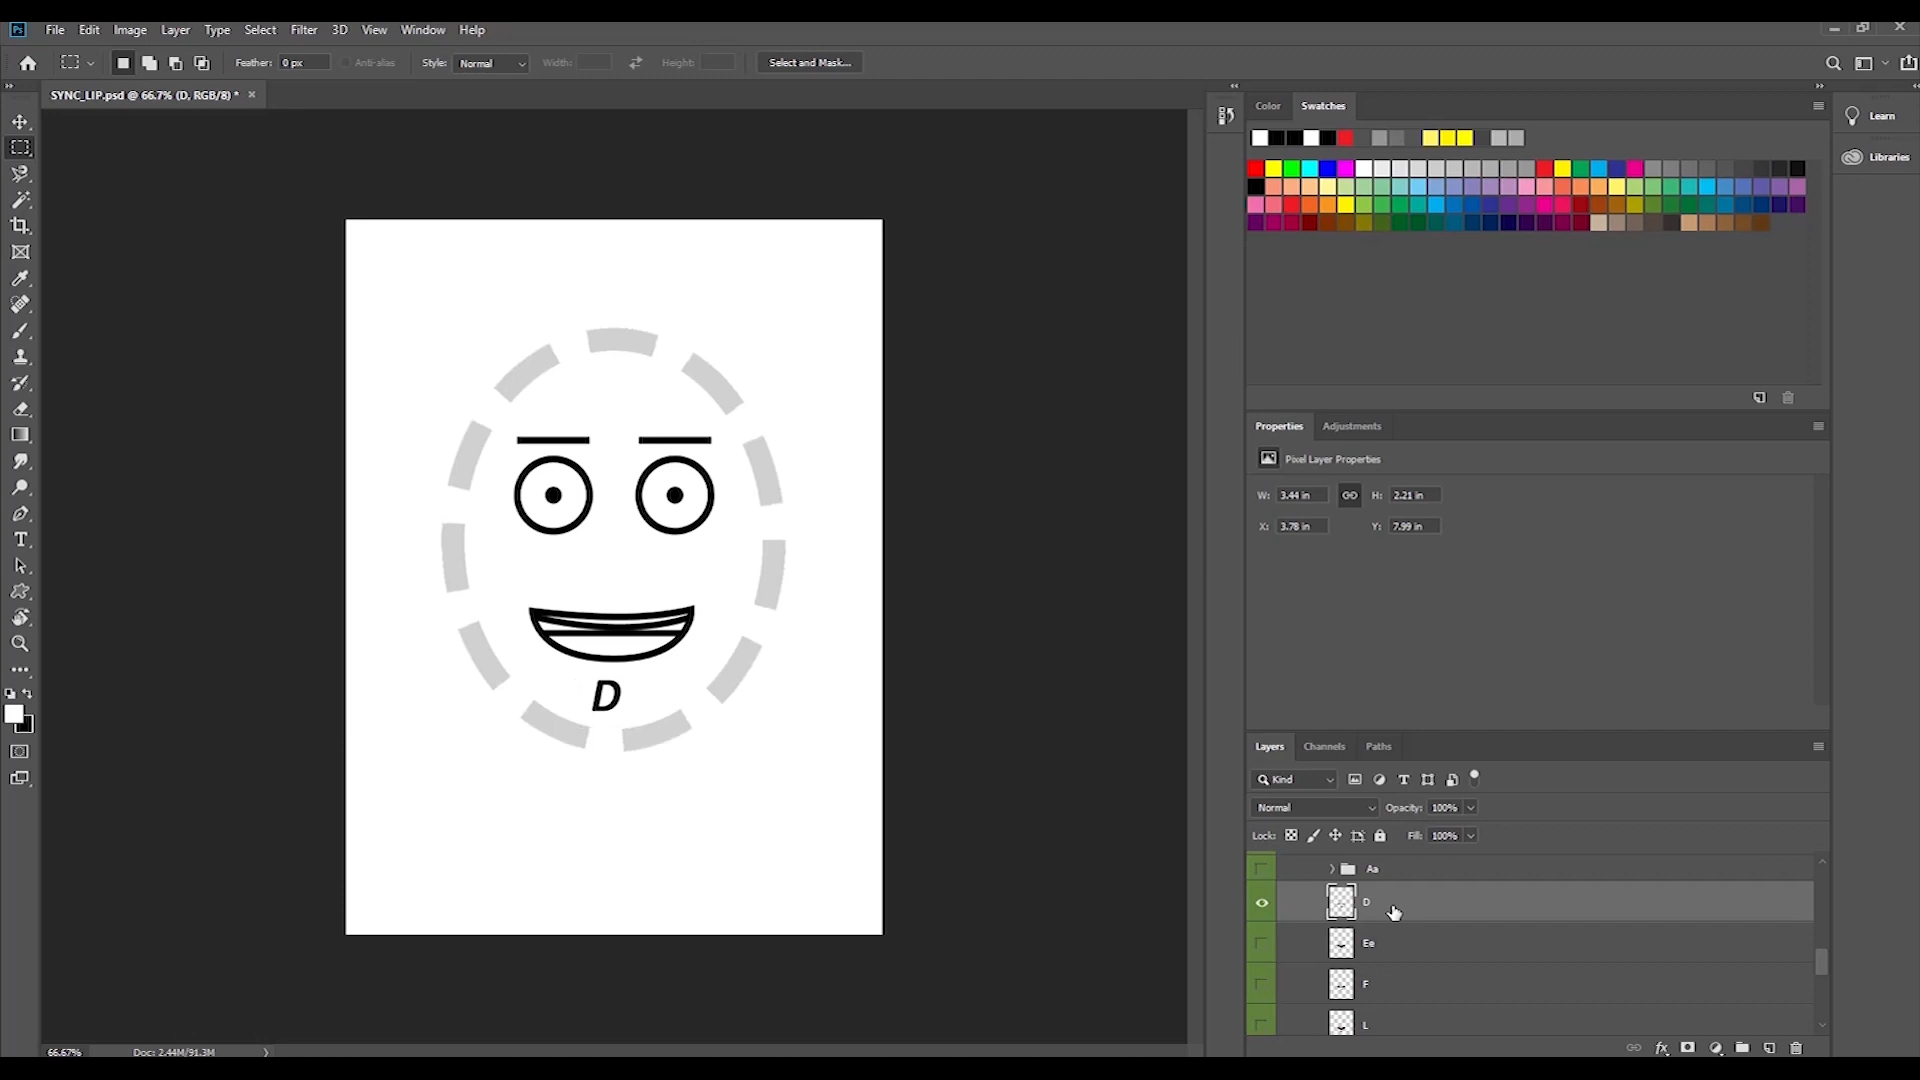 Ps File Edit Image Layer Type Select Filter 3D View Window Help
Feather: 0 px Anti-alias Style: Normal Width: Height: Select and Mask...
SYNC_LIP.psd @ 66.7% (D, RGB/8) * ×
Color Swatches
Learn
Libraries
Properties Adjustments
Pixel Layer Properties
W: 3.44 in H: 2.21 in
X: 3.78 in Y: 7.99 in
D
Layers Channels Paths
Kind
Normal Opacity: 100%
Lock: Fill: 100%
Aa
D
Ee
F
L
66.67% Doc: 2.44M/91.3M